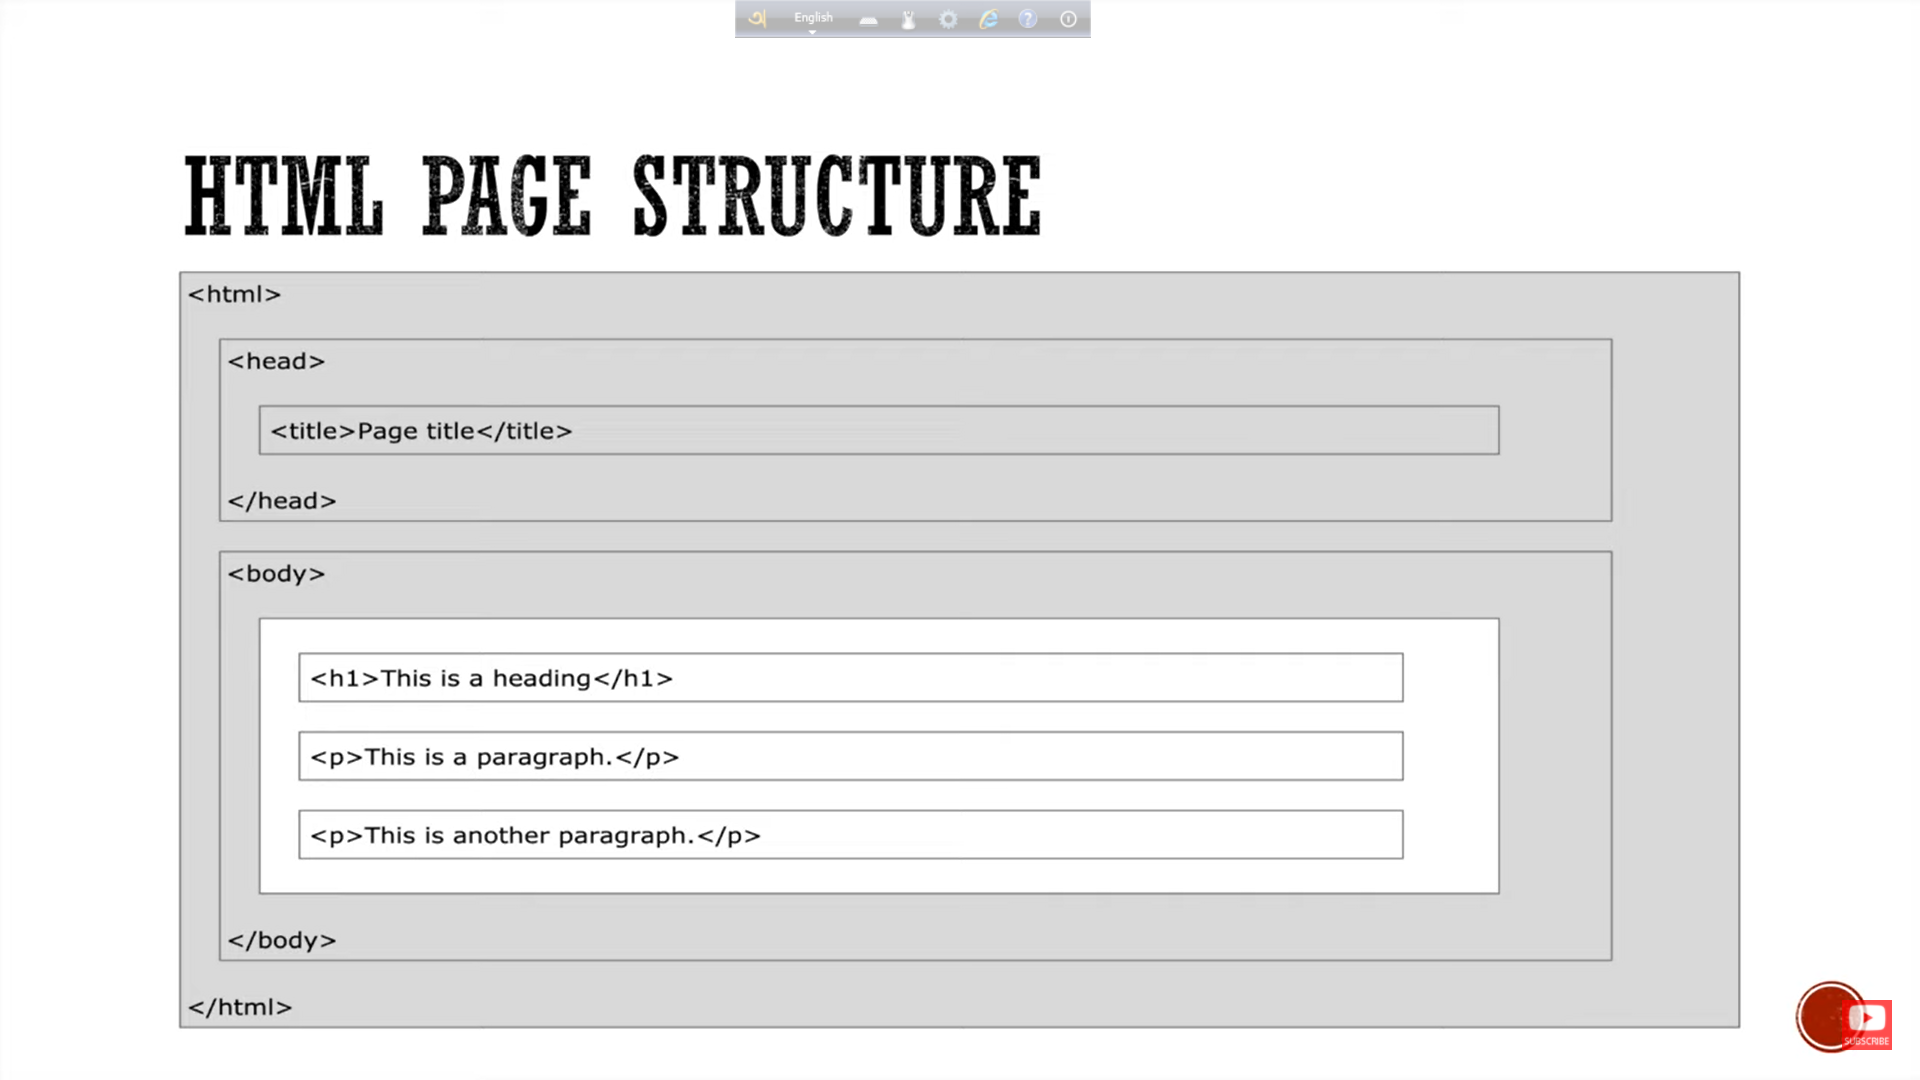 English
HTML PAGE STRUCTURE
<html>
<head>
<title>Page title</title>
</head>
<body>
<h1>This is a heading</h1>
<p>This is a paragraph.</p>
<p>This is another paragraph.</p>
</body>
</html>
SUBSCRIBE